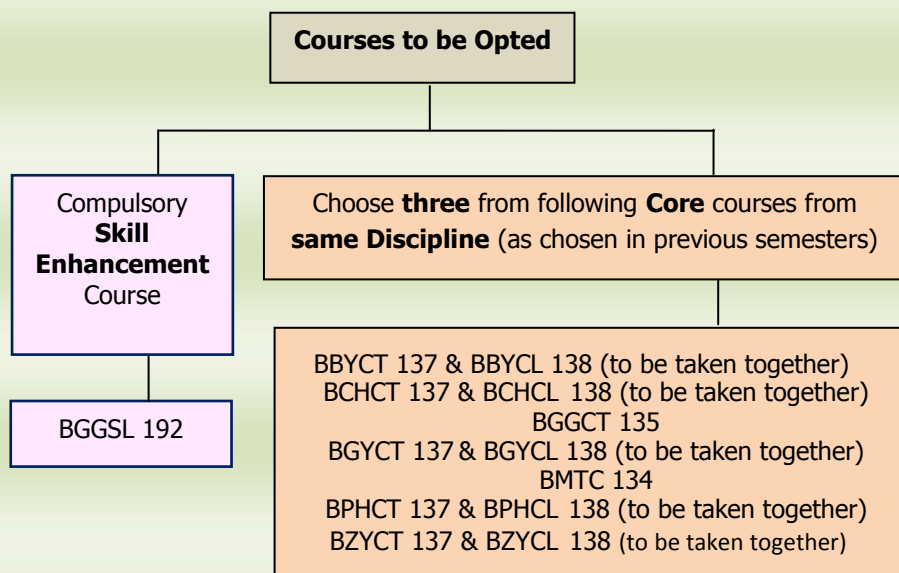 Courses to be Opted
Compulsory
Skill
Enhancement
Course
BGGSL 192
Choose three from following Core courses from
same Discipline (as chosen in previous semesters)
BBYCT 137 & BBYCL 138 (to be taken together)
BCHCT 137 & BCHCL 138 (to be taken together)
BGGCT 135
BGYCT 137 & BGYCL 138 (to be taken together)
BMTC 134
BPHCT 137 & BPHCL 138 (to be taken together)
BZYCT 137 & BZYCL 138 (to be taken together)